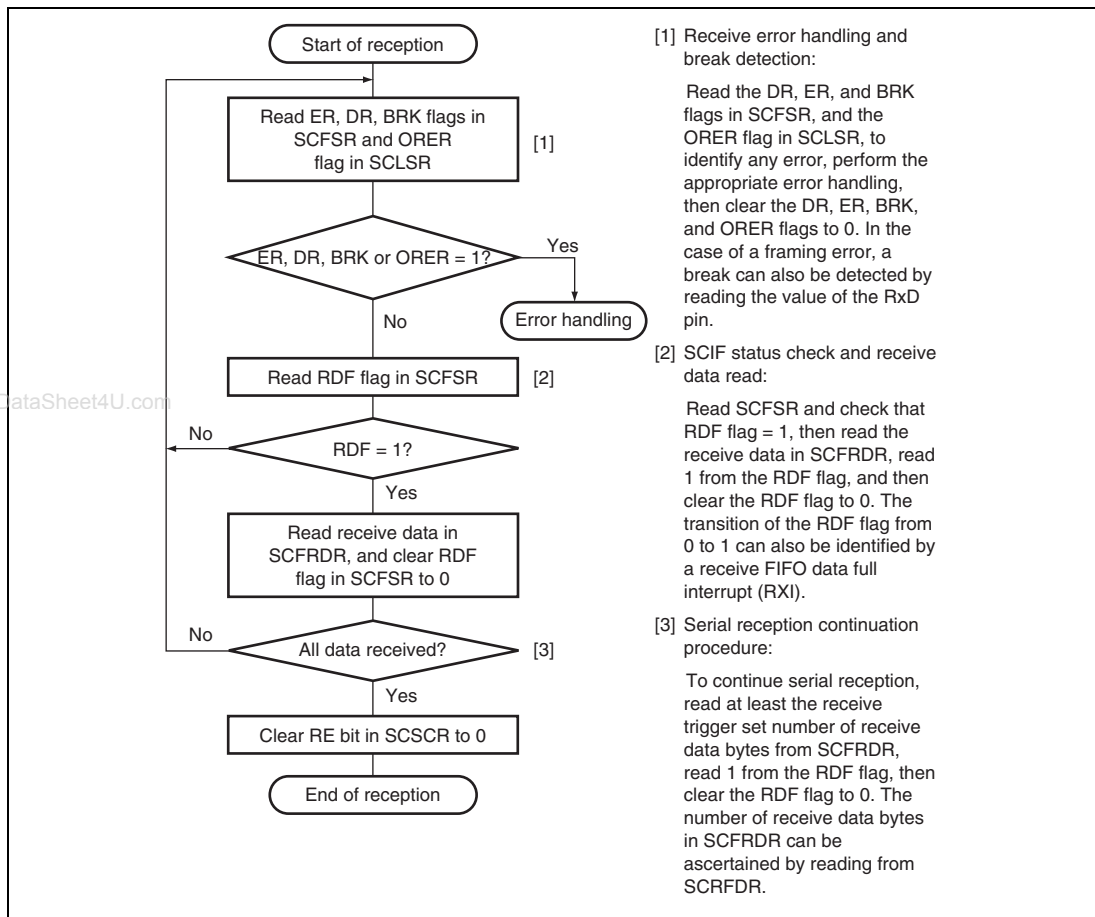 Start of reception
Read ER, DR, BRK flags in
SCFSR and ORER
flag in SCLSR
[1]
ER, DR, BRK or ORER = 1?
Yes
Error handling
No
Read RDF flag in SCFSR
[2]
No
RDF = 1?
Yes
Read receive data in
SCFRDR, and clear RDF
flag in SCFSR to 0
No
All data received?
[3]
Yes
Clear RE bit in SCSCR to 0
End of reception
[1] Receive error handling and
break detection:
Read the DR, ER, and BRK
flags in SCFSR, and the
ORER flag in SCLSR, to
identify any error, perform the
appropriate error handling,
then clear the DR, ER, BRK,
and ORER flags to 0. In the
case of a framing error, a
break can also be detected by
reading the value of the RxD
pin.
[2] SCIF status check and receive
data read:
Read SCFSR and check that
RDF flag = 1, then read the
receive data in SCFRDR, read
1 from the RDF flag, and then
clear the RDF flag to 0. The
transition of the RDF flag from
0 to 1 can also be identified by
a receive FIFO data full
interrupt (RXI).
[3] Serial reception continuation
procedure:
To continue serial reception,
read at least the receive
trigger set number of receive
data bytes from SCFRDR,
read 1 from the RDF flag, then
clear the RDF flag to 0. The
number of receive data bytes
in SCFRDR can be
ascertained by reading from
SCRFDR.
DataSheet4U.com